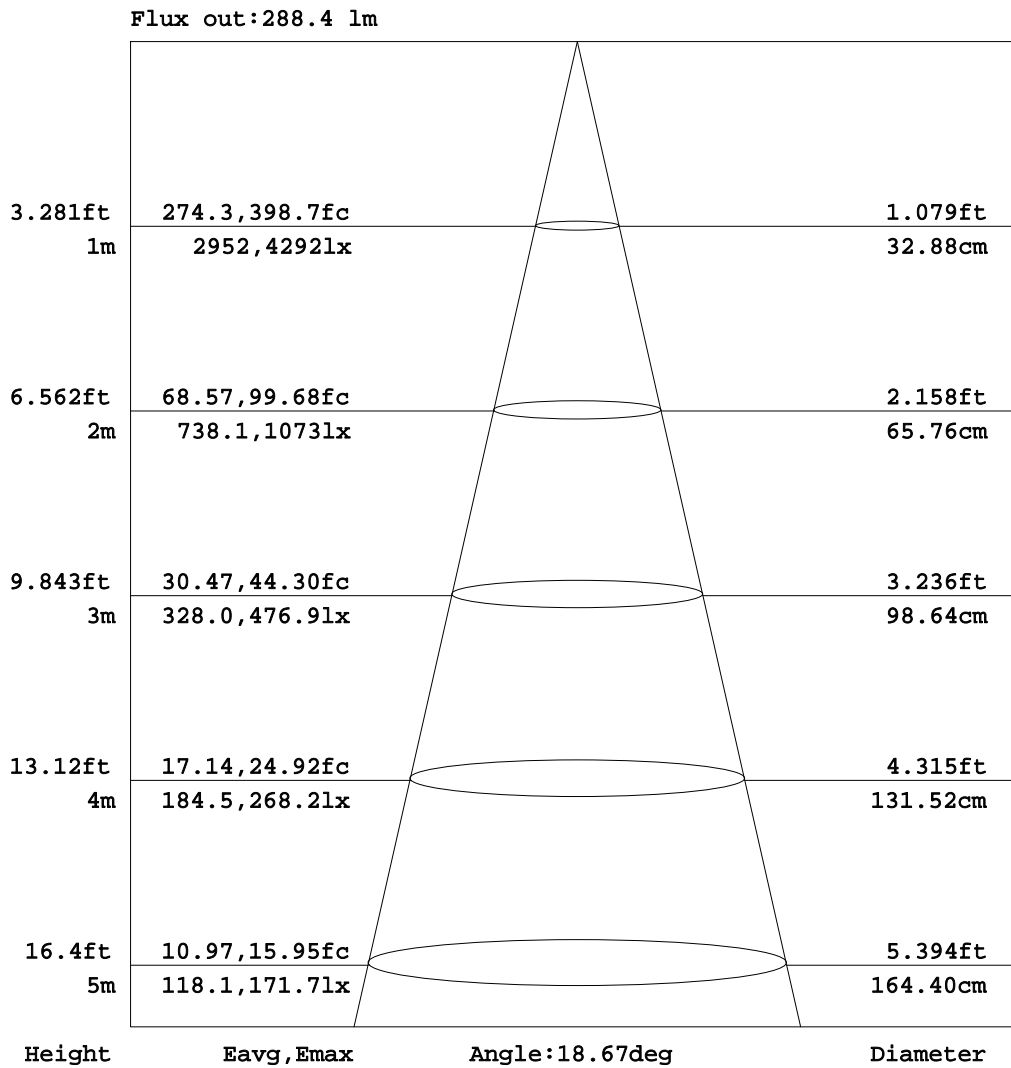 Flux out:288.4 lm
3.281ft 274.3,398.7fc 1.079ft
1m 2952,4292lx 32.88cm
6.562ft 68.57,99.68fc 2.158ft
2m 738.1,1073lx 65.76cm
9.843ft 30.47,44.30fc 3.236ft
3m 328.0,476.9lx 98.64cm
13.12ft 17.14,24.92fc 4.315ft
4m 184.5,268.2lx 131.52cm
16.4ft 10.97,15.95fc 5.394ft
5m 118.1,171.7lx 164.40cm
Height Eavg,Emax Angle:18.67deg Diameter